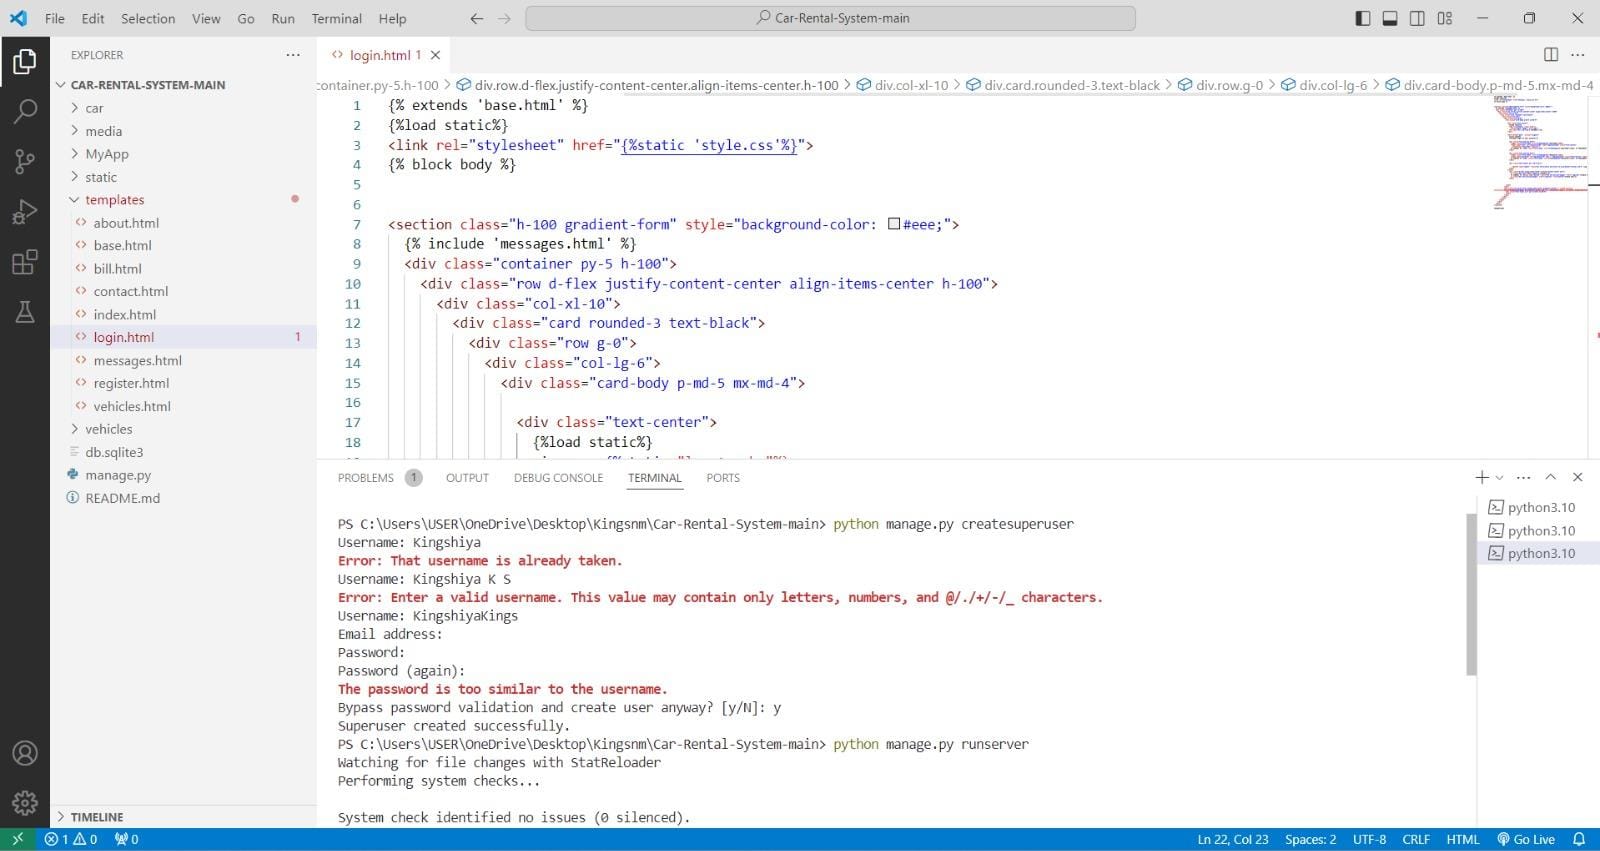 File Edit Selection View Go Run Terminal Help
Car-Rental-System-main
EXPLORER
login.html 1
CAR-RENTAL-SYSTEM-MAIN
container.py-5.h-100 > div.row.d-flex.justify-content-center.align-items-center.h-100 > div.col-xl-10 > div.card.rounded-3.text-black > div.row.g-0 > div.col-lg-6 > div.card-body.p-md-5.mx-md-4
car
media
MyApp
static
templates
about.html
base.html
bill.html
contact.html
index.html
login.html 1
messages.html
register.html
vehicles.html
vehicles
db.sqlite3
manage.py
README.md
TIMELINE
1 {% extends 'base.html' %}
2 {%load static%}
3 <link rel="stylesheet" href="{%static 'style.css'%}">
4 {% block body %}
5
6
7 <section class="h-100 gradient-form" style="background-color: #eee;">
8 {% include 'messages.html' %}
9 <div class="container py-5 h-100">
10 <div class="row d-flex justify-content-center align-items-center h-100">
11 <div class="col-xl-10">
12 <div class="card rounded-3 text-black">
13 <div class="row g-0">
14 <div class="col-lg-6">
15 <div class="card-body p-md-5 mx-md-4">
16
17 <div class="text-center">
18 {%load static%}
PROBLEMS 1 OUTPUT DEBUG CONSOLE TERMINAL PORTS
PS C:\Users\USER\OneDrive\Desktop\Kingsnm\Car-Rental-System-main> python manage.py createsuperuser
Username: Kingshiya
Error: That username is already taken.
Username: Kingshiya K S
Error: Enter a valid username. This value may contain only letters, numbers, and @/./+/-/_ characters.
Username: KingshiyaKings
Email address:
Password:
Password (again):
The password is too similar to the username.
Bypass password validation and create user anyway? [y/N]: y
Superuser created successfully.
PS C:\Users\USER\OneDrive\Desktop\Kingsnm\Car-Rental-System-main> python manage.py runserver
Watching for file changes with StatReloader
Performing system checks...
System check identified no issues (0 silenced).
python3.10
python3.10
python3.10
1 0 0 Ln 22, Col 23 Spaces: 2 UTF-8 CRLF HTML Go Live